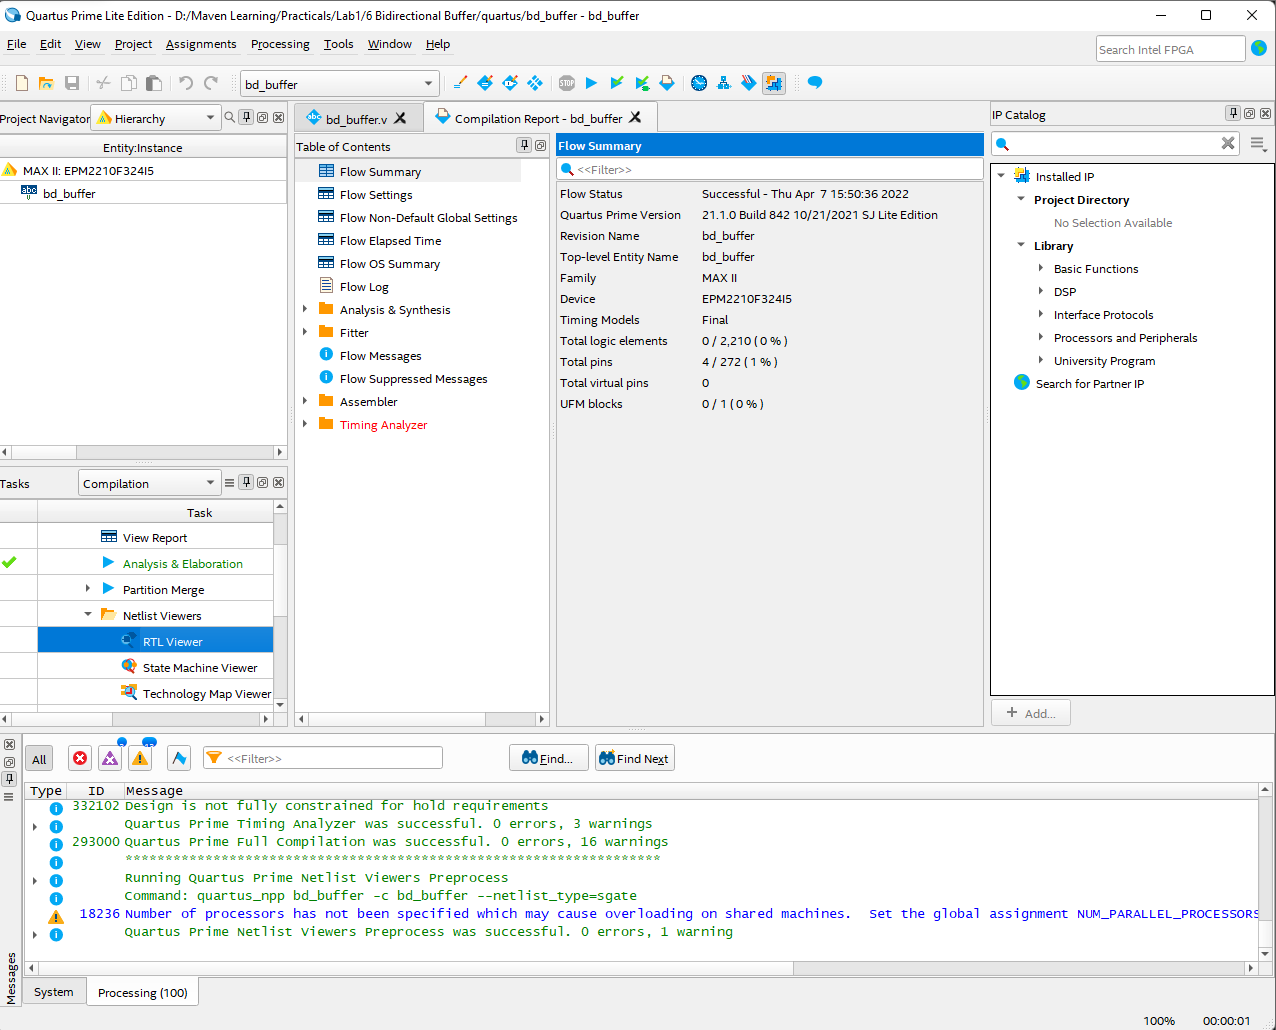 Quartus Prime Lite Edition - D:/Maven Learning/Practicals/Lab1/6 Bidirectional Buffer/quartus/bd_buffer - bd_buffer
File Edit View Project Assignments Processing Tools Window Help
Search Intel FPGA
bd_buffer
STOP
Project Navigator Hierarchy
Entity:Instance
MAX II: EPM2210F324I5
abc bd_buffer
Tasks Compilation
Task
View Report
Analysis & Elaboration
Partition Merge
Netlist Viewers
RTL Viewer
State Machine Viewer
Technology Map Viewer
abc bd_buffer.v
Compilation Report - bd_buffer
Table of Contents
Flow Summary
Flow Settings
Flow Non-Default Global Settings
Flow Elapsed Time
Flow OS Summary
Flow Log
Analysis & Synthesis
Fitter
Flow Messages
Flow Suppressed Messages
Assembler
Timing Analyzer
Flow Summary
<<Filter>>
Flow Status Successful - Thu Apr 7 15:50:36 2022
Quartus Prime Version 21.1.0 Build 842 10/21/2021 SJ Lite Edition
Revision Name bd_buffer
Top-level Entity Name bd_buffer
Family MAX II
Device EPM2210F324I5
Timing Models Final
Total logic elements 0 / 2,210 ( 0 % )
Total pins 4 / 272 ( 1 % )
Total virtual pins 0
UFM blocks 0 / 1 ( 0 % )
IP Catalog
Installed IP
Project Directory
No Selection Available
Library
Basic Functions
DSP
Interface Protocols
Processors and Peripherals
University Program
Search for Partner IP
+ Add...
All <<Filter>> Find... Find Next
Type ID Message
332102 Design is not fully constrained for hold requirements
Quartus Prime Timing Analyzer was successful. 0 errors, 3 warnings
293000 Quartus Prime Full Compilation was successful. 0 errors, 16 warnings
*******************************************************************
Running Quartus Prime Netlist Viewers Preprocess
Command: quartus_npp bd_buffer -c bd_buffer --netlist_type=sgate
18236 Number of processors has not been specified which may cause overloading on shared machines. Set the global assignment NUM_PARALLEL_PROCESSORS
Quartus Prime Netlist Viewers Preprocess was successful. 0 errors, 1 warning
Messages
System Processing (100)
100% 00:00:01